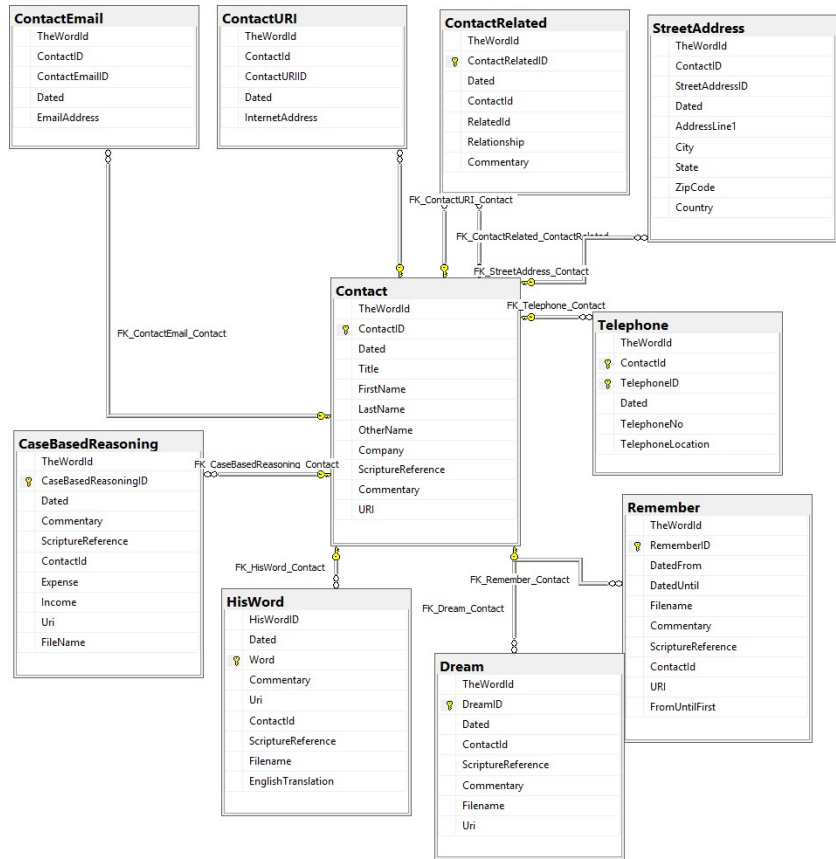 ContactEmail
TheWordId
ContactID
ContactEmailID
Dated
EmailAddress
ContactURI
TheWordId
ContactId
ContactURIID
Dated
InternetAddress
ContactRelated
TheWordId
ContactRelatedID
Dated
ContactId
RelatedId
Relationship
Commentary
StreetAddress
TheWordId
ContactID
StreetAddressID
Dated
AddressLine1
City
State
ZipCode
Country
FK_ContactURI_Contact
FK_ContactRelated_ContactRelated
FK_StreetAddress_Contact
FK_Telephone_Contact
FK_ContactEmail_Contact
Contact
TheWordId
ContactID
Dated
Title
FirstName
LastName
OtherName
Company
ScriptureReference
Commentary
URI
Telephone
TheWordId
ContactId
TelephoneID
Dated
TelephoneNo
TelephoneLocation
CaseBasedReasoning
TheWordId
CaseBasedReasoningID
Dated
Commentary
ScriptureReference
ContactId
Expense
Income
Uri
FileName
FK_CaseBasedReasoning_Contact
FK_HisWord_Contact
FK_Remember_Contact
FK_Dream_Contact
HisWord
HisWordID
Dated
Word
Commentary
Uri
ContactId
ScriptureReference
Filename
EnglishTranslation
Dream
TheWordId
DreamID
Dated
ContactId
ScriptureReference
Commentary
Filename
Uri
Remember
TheWordId
RememberID
DatedFrom
DatedUntil
Filename
Commentary
ScriptureReference
ContactId
URI
FromUntilFirst